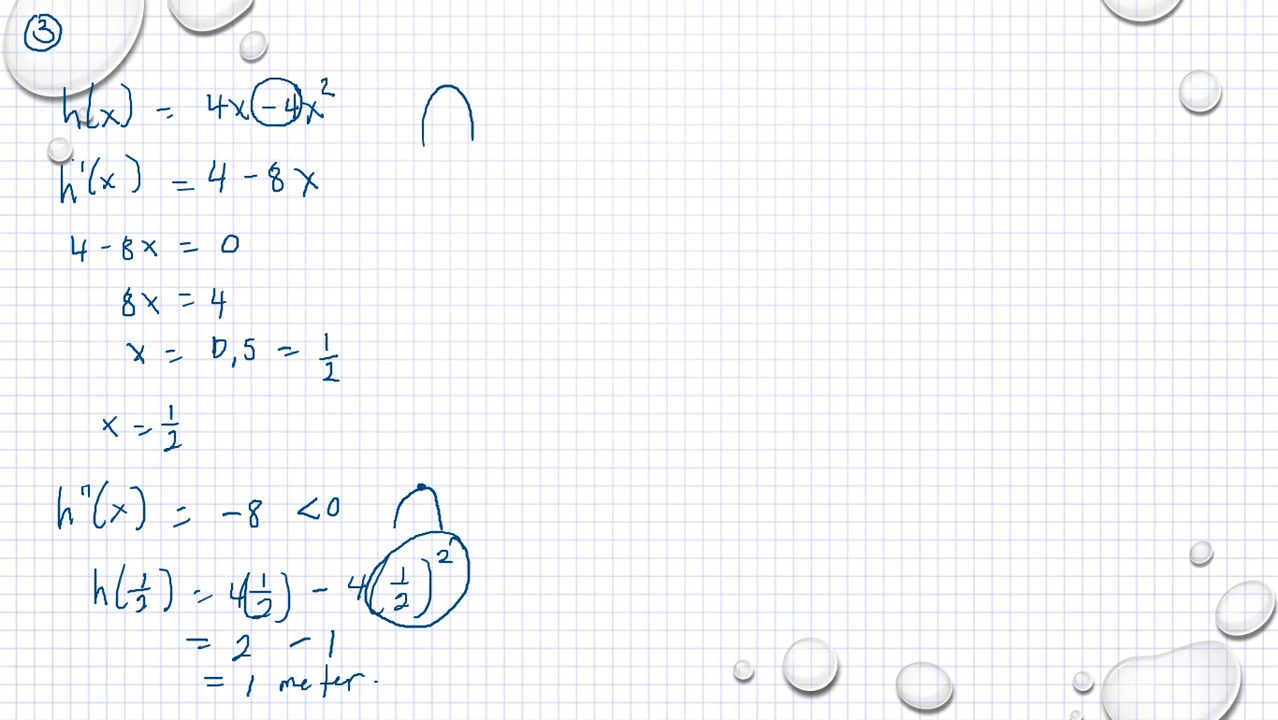 ③
h(x) = 4x - 4x²
h'(x) = 4 - 8x
4 - 8x = 0
8x = 4
x = 0,5 = 1/2
x = 1/2
h"(x) = -8 < 0
h(1/2) = 4(1/2) - 4(1/2)²
= 2 - 1
= 1 meter.